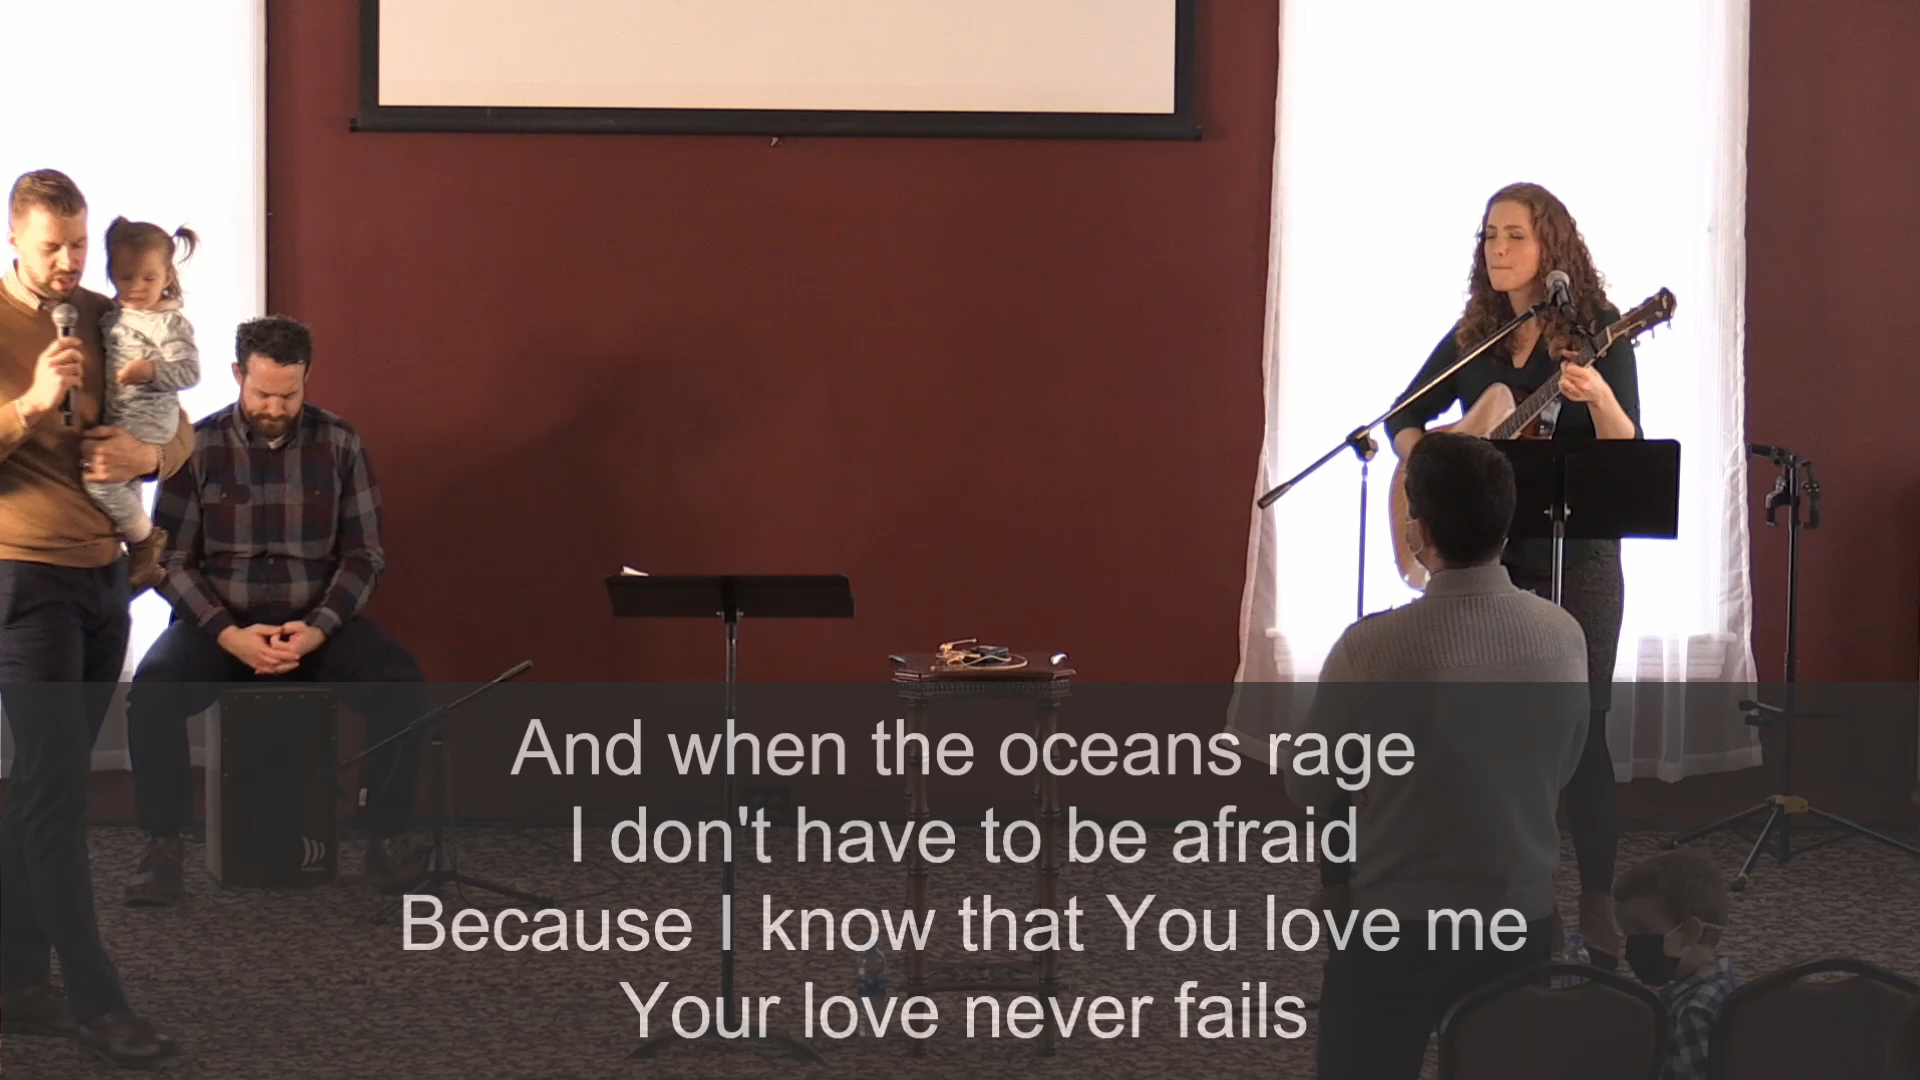 And when the oceans rage
I don't have to be afraid
Because I know that You love me
Your love never fails